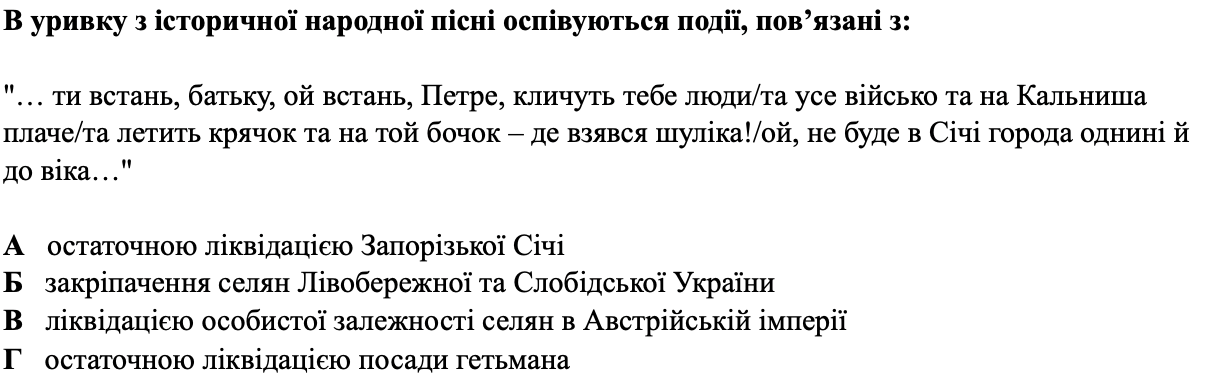 В уривку з історичної народної пісні оспівуються події, пов’язані з:
"… ти встань, батьку, ой встань, Петре, кличуть тебе люди/та усе військо та на Кальниша
плаче/та летить крячок та на той бочок – де взявся шуліка!/ой, не буде в Січі города однині й
до віка…"
А остаточною ліквідацією Запорізької Січі
Б закріпачення селян Лівобережної та Слобідської України
В ліквідацією особистої залежності селян в Австрійській імперії
Г остаточною ліквідацією посади гетьмана